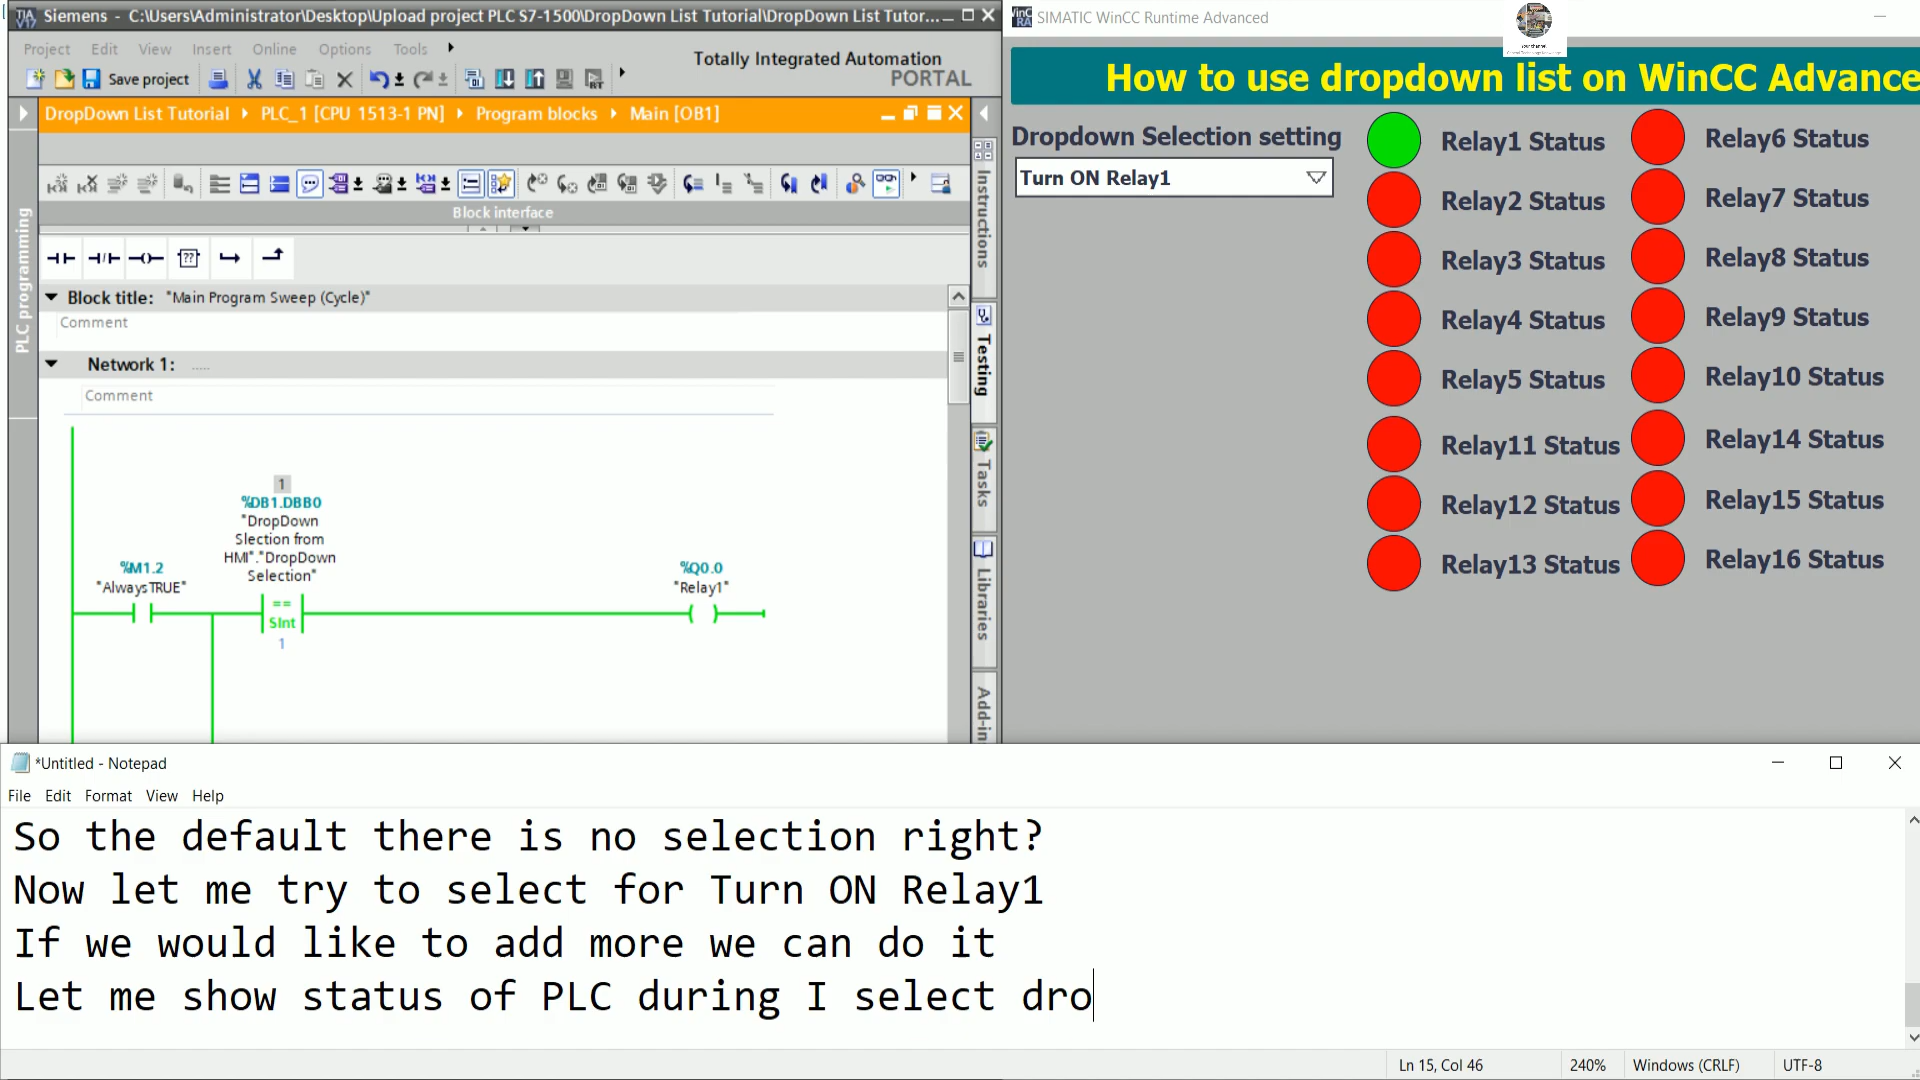 Siemens - C:\Users\Administrator\Desktop\Upload project PLC S7-1500\DropDown List Tutorial\DropDown List Tutor...
Project Edit View Insert Online Options Tools
Totally Integrated Automation
PORTAL
Save project
DropDown List Tutorial PLC_1 [CPU 1513-1 PN] Program blocks Main [OB1]
PLC programming
Block interface
??
Block title: "Main Program Sweep (Cycle)"
Comment
Network 1: .....
Comment
1
%DB1.DBB0
"DropDown
Slection from
HMI"."DropDown
Selection"
%M1.2
"AlwaysTRUE"
==
SInt
1
%Q0.0
"Relay1"
Instructions
Testing
Tasks
Libraries
Add-in
SIMATIC WinCC Runtime Advanced
Your channel
How to use dropdown list on WinCC Advance
Dropdown Selection setting
Turn ON Relay1
Relay1 Status
Relay2 Status
Relay3 Status
Relay4 Status
Relay5 Status
Relay11 Status
Relay12 Status
Relay13 Status
Relay6 Status
Relay7 Status
Relay8 Status
Relay9 Status
Relay10 Status
Relay14 Status
Relay15 Status
Relay16 Status
*Untitled - Notepad
File Edit Format View Help
So the default there is no selection right?
Now let me try to select for Turn ON Relay1
If we would like to add more we can do it
Let me show status of PLC during I select dro
Ln 15, Col 46 240% Windows (CRLF) UTF-8